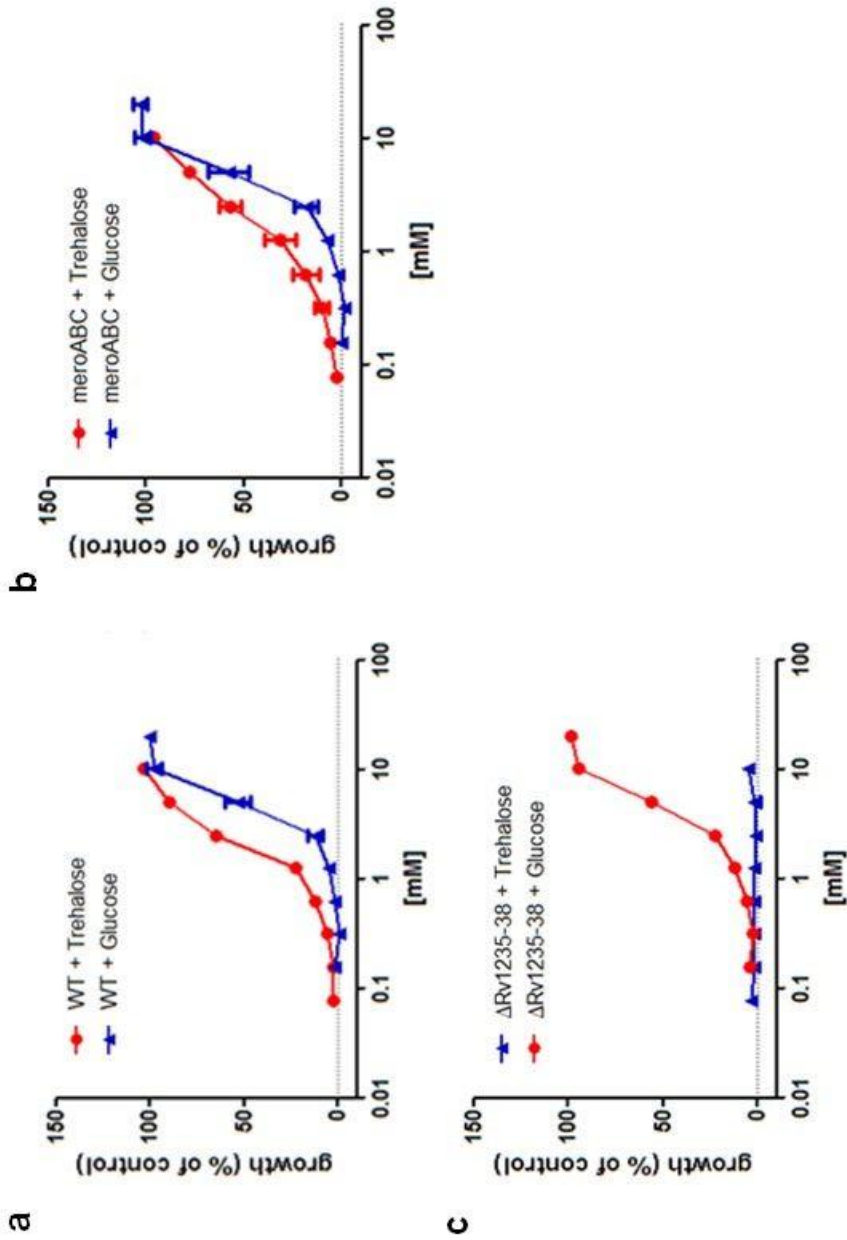 a
WT + Trehalose
WT + Glucose
growth (% of control)
150
100
50
0
0.01
0.1
1
10
100
[mM]
b
meroABC + Trehalose
meroABC + Glucose
growth (% of control)
150
100
50
0
0.01
0.1
1
10
100
[mM]
c
ΔRv1235-38 + Trehalose
ΔRv1235-38 + Glucose
growth (% of control)
150
100
50
0
0.01
0.1
1
10
100
[mM]